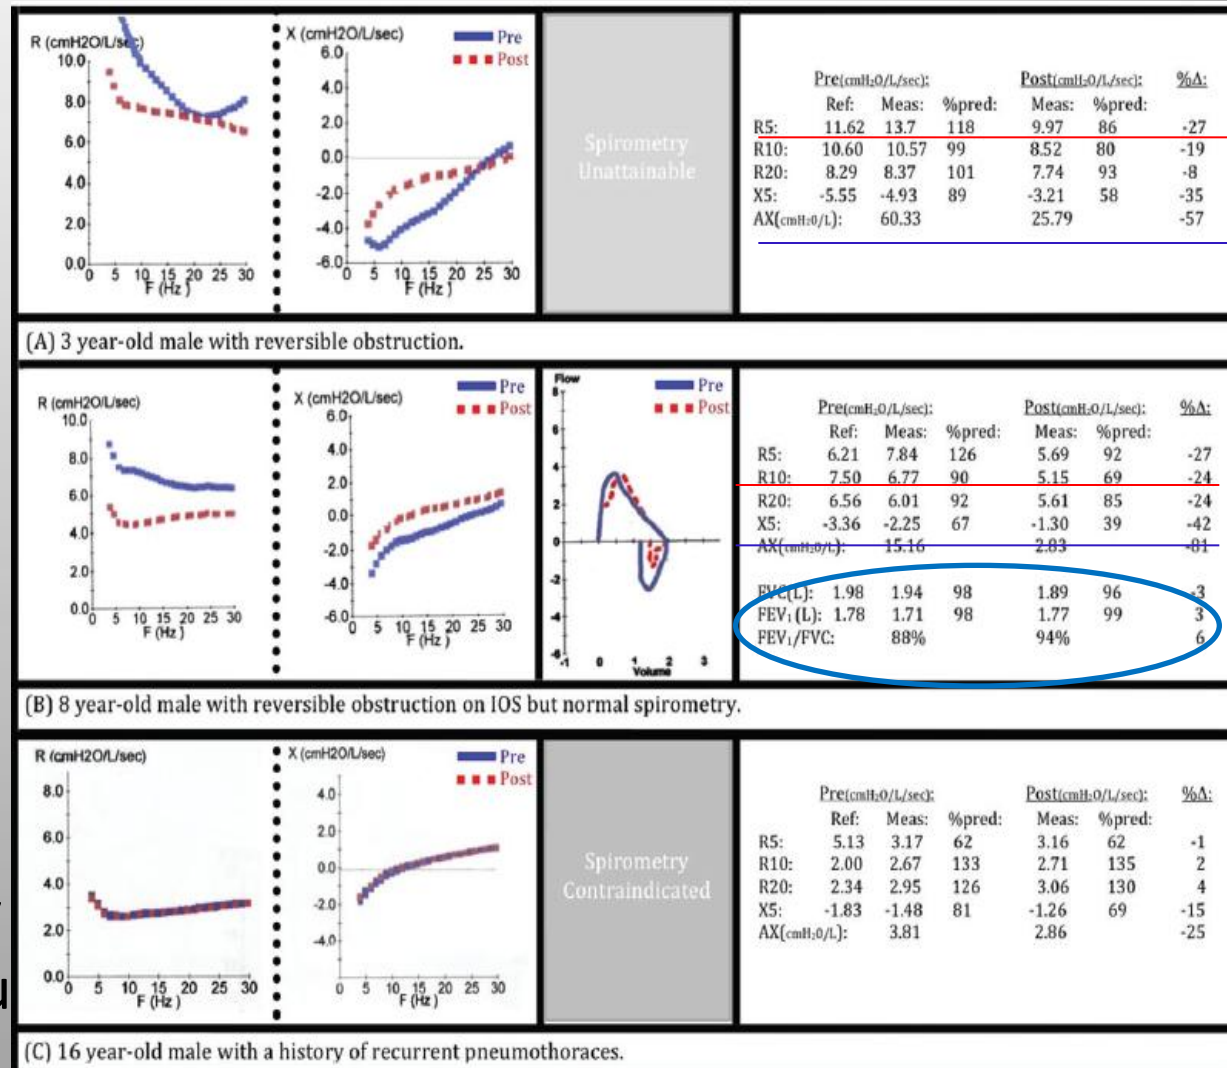 R (cmH2O/L/sec)
10.0
8.0
6.0
4.0
2.0
0.0
0 5 10 15 20 25 30
F (Hz )
X (cmH2O/L/sec)
6.0
4.0
2.0
0.0
-2.0
-4.0
-6.0
0 5 10 15 20 25 30
F (Hz )
Pre
Post
Spirometry
Unattainable
Pre(cmH₂O/L/sec): Post(cmH₂O/L/sec): %Δ:
Ref: Meas: %pred: Meas: %pred:
R5: 11.62 13.7 118 9.97 86 -27
R10: 10.60 10.57 99 8.52 80 -19
R20: 8.29 8.37 101 7.74 93 -8
X5: -5.55 -4.93 89 -3.21 58 -35
AX(cmH₂0/L): 60.33 25.79 -57
(A) 3 year-old male with reversible obstruction.
R (cmH2O/L/sec)
10.0
8.0
6.0
4.0
2.0
0.0
0 5 10 15 20 25 30
F (Hz )
X (cmH2O/L/sec)
6.0
4.0
2.0
0.0
-2.0
-4.0
-6.0
0 5 10 15 20 25 30
F (Hz )
Pre
Post
Flow
8
6
4
2
0
-2
-4
-6
-1 0 1 2 3
Volume
Pre
Post
Pre(cmH₂O/L/sec): Post(cmH₂O/L/sec): %Δ:
Ref: Meas: %pred: Meas: %pred:
R5: 6.21 7.84 126 5.69 92 -27
R10: 7.50 6.77 90 5.15 69 -24
R20: 6.56 6.01 92 5.61 85 -24
X5: -3.36 -2.25 67 -1.30 39 -42
AX(cmH₂0/L): 15.16 2.83 -81
FVC(L): 1.98 1.94 98 1.89 96 -3
FEV₁(L): 1.78 1.71 98 1.77 99 3
FEV₁/FVC: 88% 94% 6
(B) 8 year-old male with reversible obstruction on IOS but normal spirometry.
R (cmH2O/L/sec)
8.0
6.0
4.0
2.0
0.0
0 5 10 15 20 25 30
F (Hz )
X (cmH2O/L/sec)
4.0
2.0
0.0
-2.0
-4.0
0 5 10 15 20 25 30
F (Hz )
Pre
Post
Spirometry
Contraindicated
Pre(cmH₂O/L/sec): Post(cmH₂O/L/sec): %Δ:
Ref: Meas: %pred: Meas: %pred:
R5: 5.13 3.17 62 3.16 62 -1
R10: 2.00 2.67 133 2.71 135 2
R20: 2.34 2.95 126 3.06 130 4
X5: -1.83 -1.48 81 -1.26 69 -15
AX(cmH₂0/L): 3.81 2.86 -25
(C) 16 year-old male with a history of recurrent pneumothoraces.